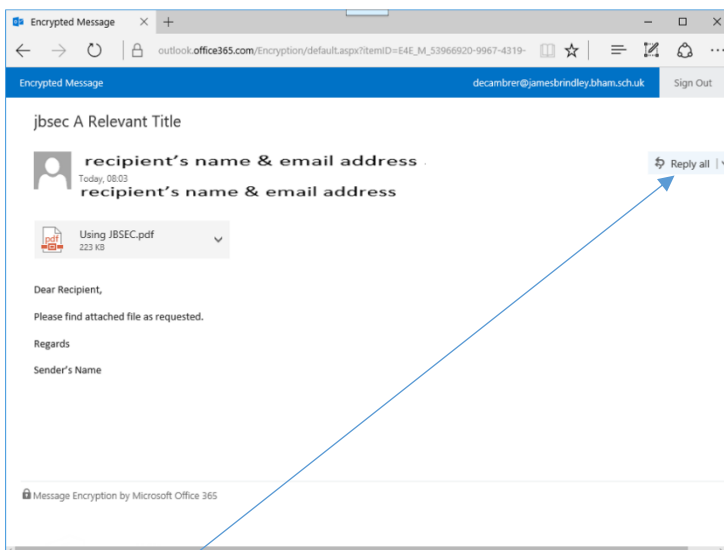 Encrypted Message
outlook.office365.com/Encryption/default.aspx?itemID=E4E_M_53966920-9967-4319-
Encrypted Message decambrer@jamesbrindley.bham.sch.uk Sign Out
jbsec A Relevant Title
recipient's name & email address
Reply all
Today, 08:03
recipient's name & email address
pdf
Using JBSEC.pdf
223 KB
Dear Recipient,
Please find attached file as requested.
Regards
Sender's Name
Message Encryption by Microsoft Office 365